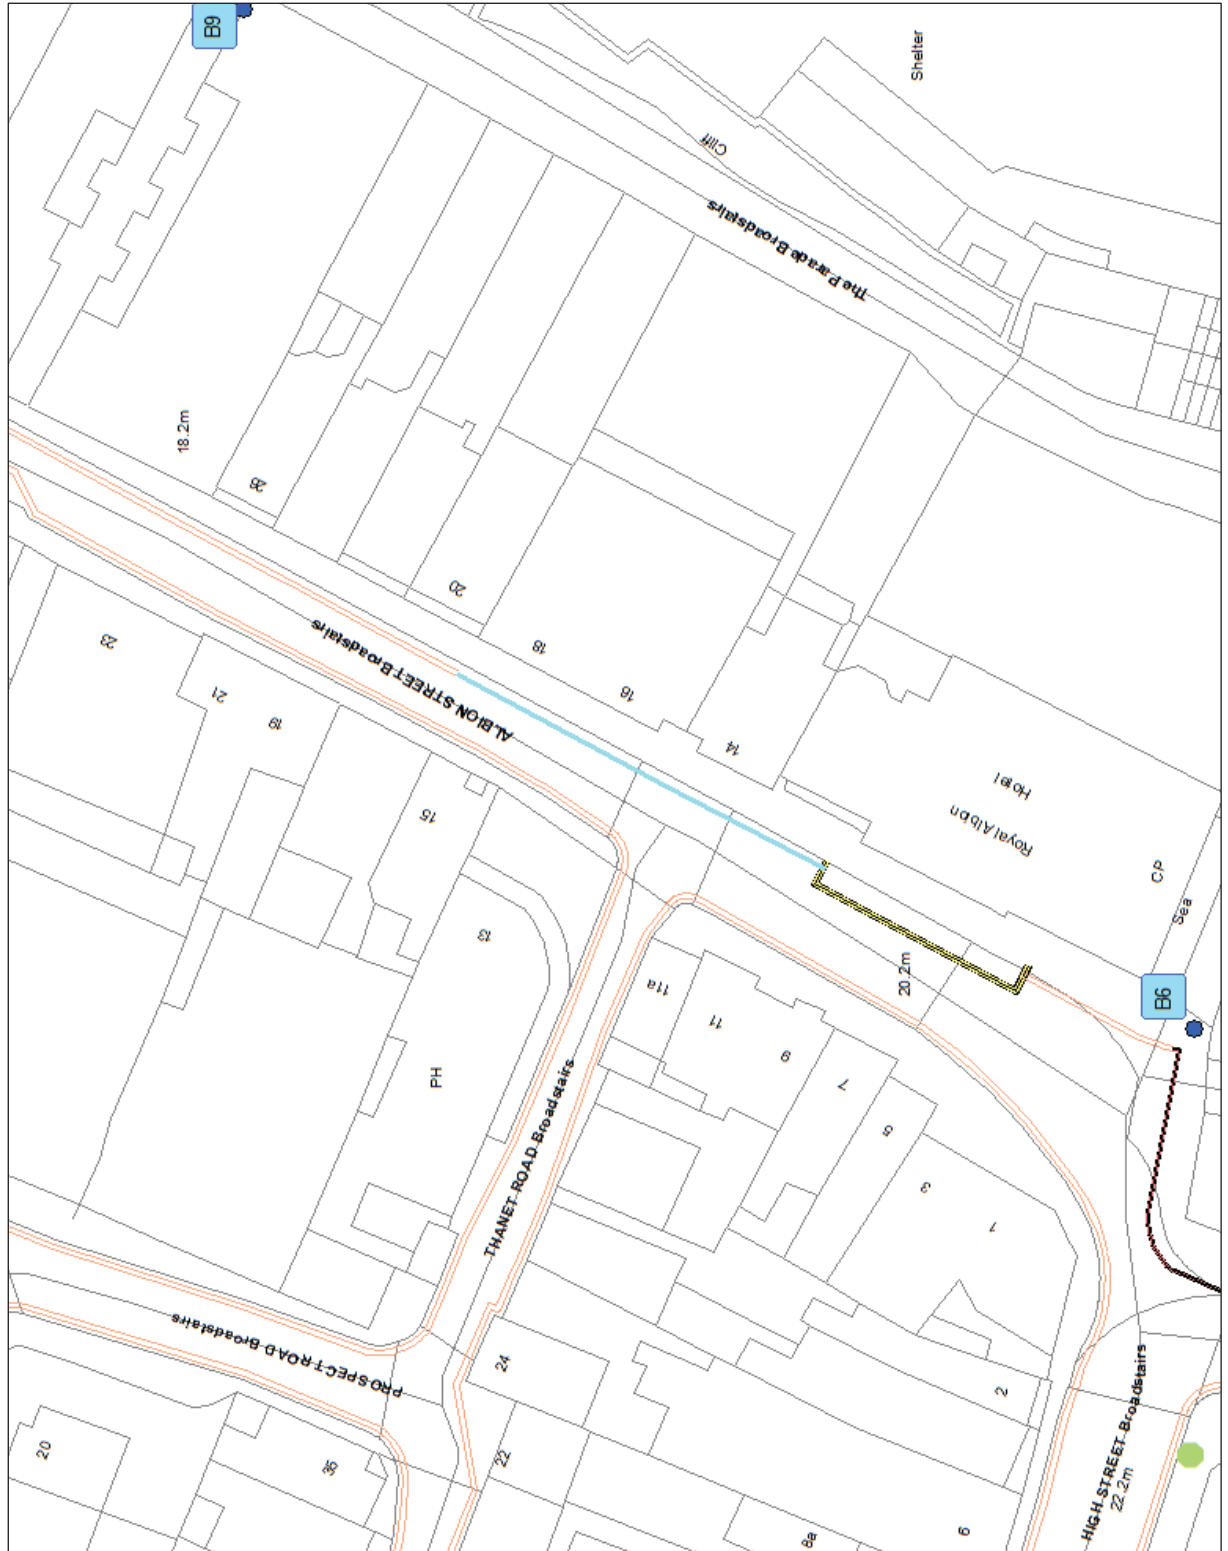 B9
Shelter
Cliff
The Parade Broadstairs
18.2m
26
20
18
16
14
23
21
19
15
13
ALBION STREET Broadstairs
Hotel
Royal Albion
CP
Sea
B6
20.2m
11a
11
9
7
5
3
1
PH
THANET ROAD Broadstairs
PROSPECT ROAD Broadstairs
24
22
20
35
2
6
8a
HIGH STREET Broadstairs
22.2m